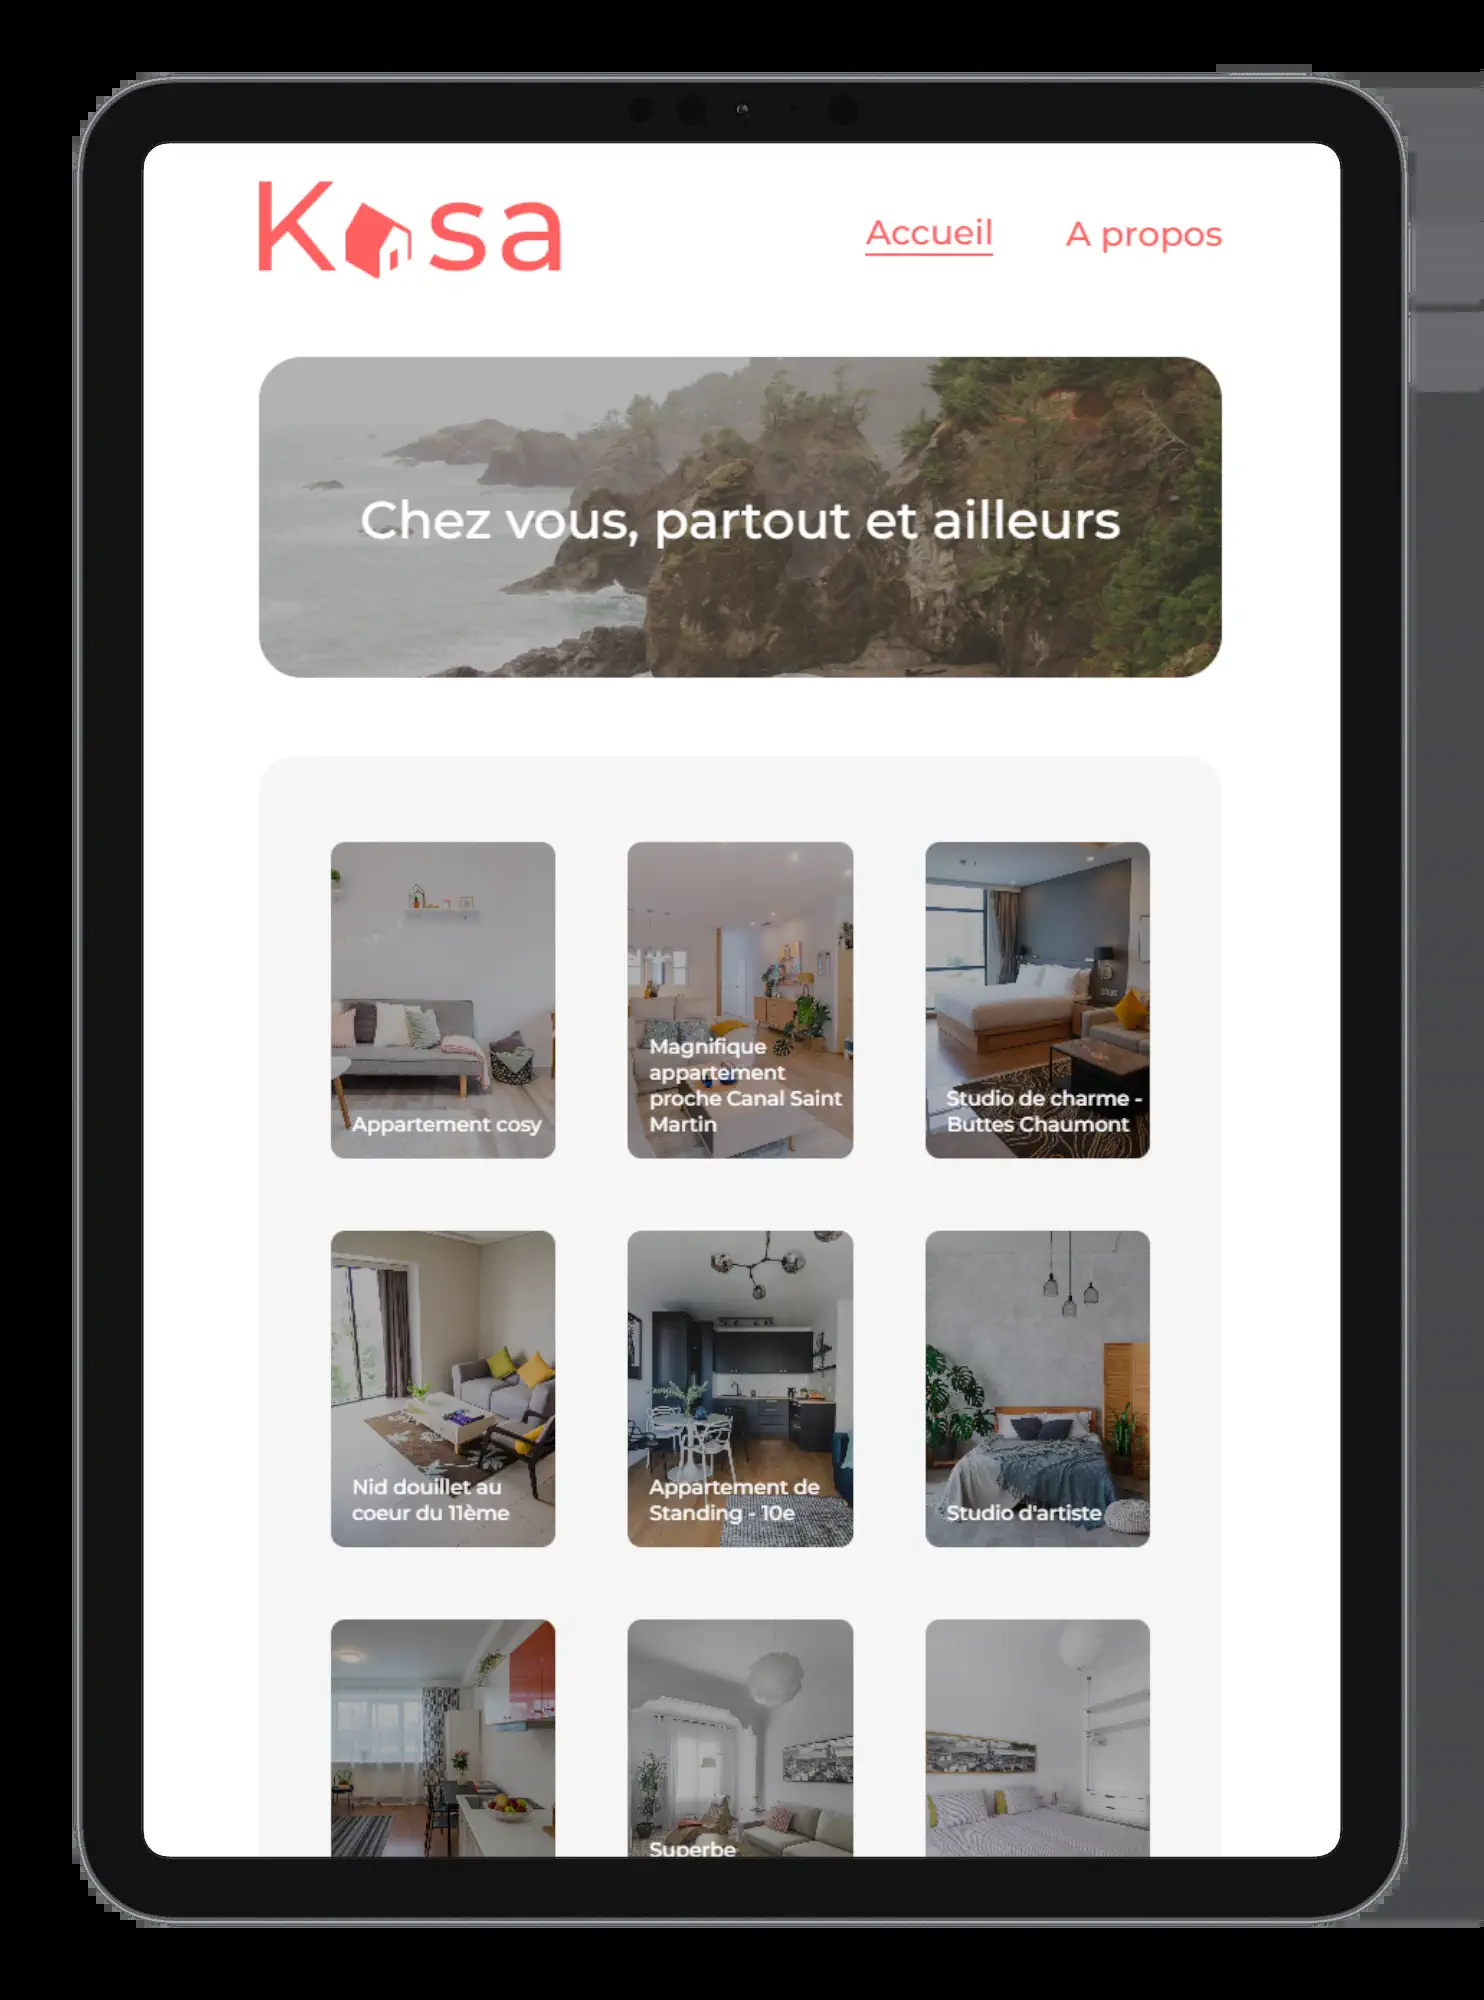 Kasa
Accueil
A propos
Chez vous, partout et ailleurs
Appartement cosy
Magnifique
appartement
proche Canal Saint
Martin
Studio de charme -
Buttes Chaumont
Nid douillet au
coeur du 11ème
Appartement de
Standing - 10e
Studio d'artiste
Superbe